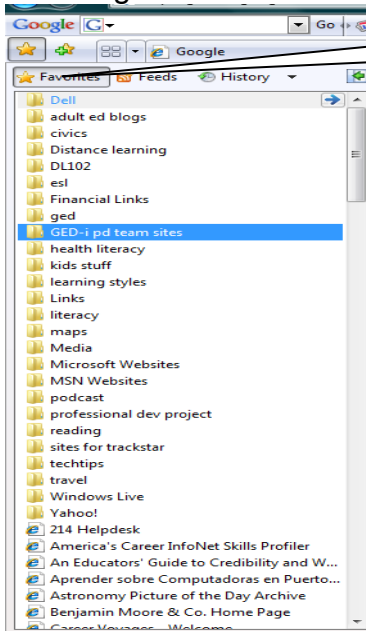 Google G Go
Google
Favorites Feeds History
Dell
adult ed blogs
civics
Distance learning
DL102
esl
Financial Links
ged
GED-i pd team sites
health literacy
kids stuff
learning styles
Links
literacy
maps
Media
Microsoft Websites
MSN Websites
podcast
professional dev project
reading
sites for trackstar
techtips
travel
Windows Live
Yahoo!
214 Helpdesk
America's Career InfoNet Skills Profiler
An Educators' Guide to Credibility and W...
Aprender sobre Computadoras en Puerto...
Astronomy Picture of the Day Archive
Benjamin Moore & Co. Home Page
Career Voyages - Welcome